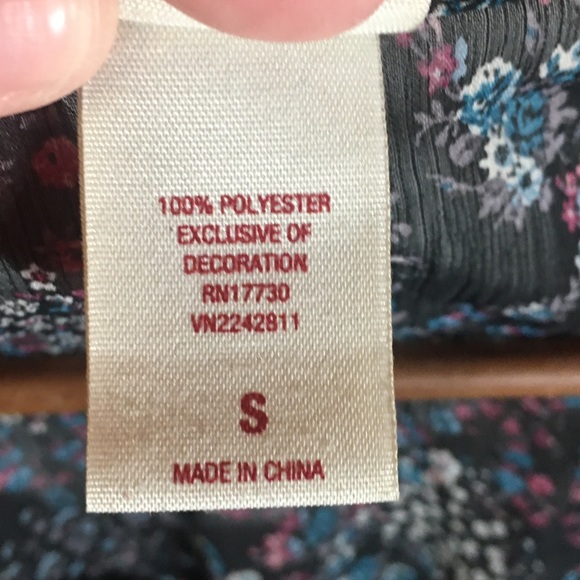 100% POLYESTER
EXCLUSIVE OF
DECORATION
RN17730
VN2242811
S
MADE IN CHINA